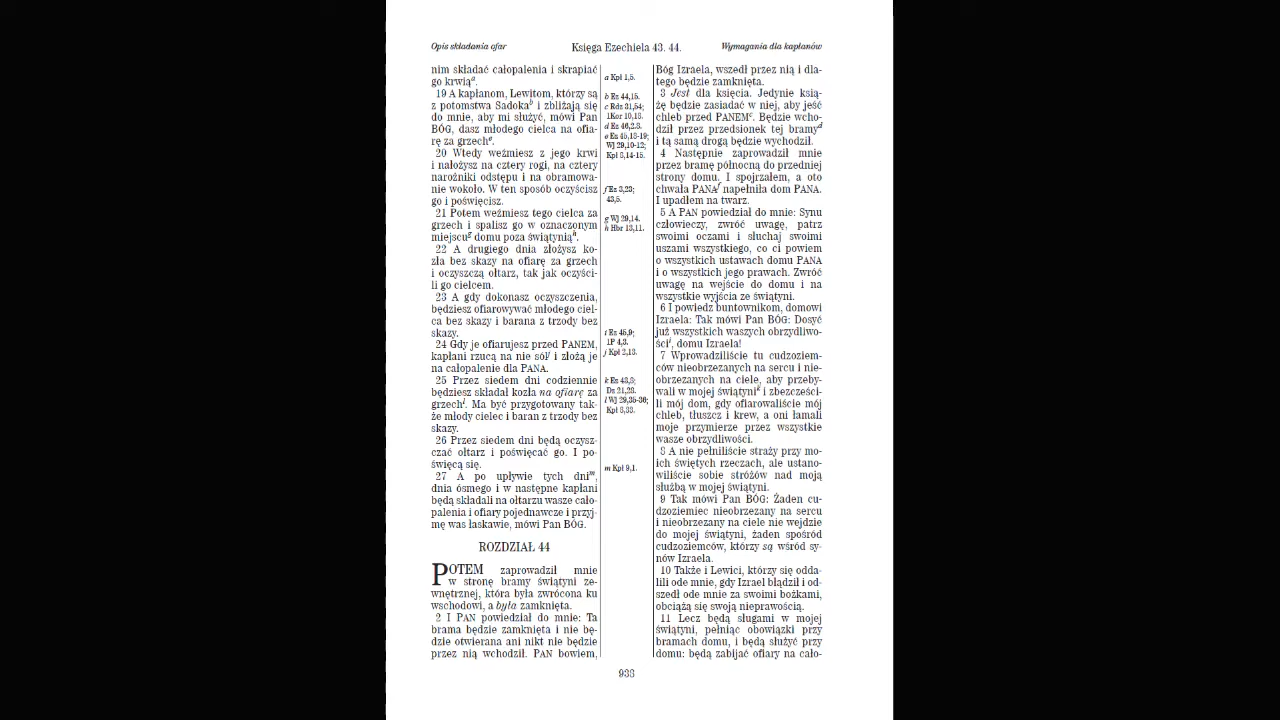 Opis składania ofiar
Księga Ezechiela 43. 44.
Wymagania dla kapłanów
nim składać całopalenia i skrapiać
go krwią^a.
19 A kapłanom, Lewitom, którzy są
z potomstwa Sadoka^b i zbliżają się
do mnie, aby mi służyć, mówi Pan
BÓG, dasz młodego cielca na ofia-
rę za grzech^e.
20 Wtedy weźmiesz z jego krwi
i nałożysz na cztery rogi, na cztery
narożniki odstępu i na obramowa-
nie wokoło. W ten sposób oczyścisz
go i poświęcisz.
21 Potem weźmiesz tego cielca za
grzech i spalisz go w oznaczonym
miejscu^g domu poza świątynią^h.
22 A drugiego dnia złożysz ko-
zła bez skazy na ofiarę za grzech
i oczyszczą ołtarz, tak jak oczyści-
li go cielcem.
23 A gdy dokonasz oczyszczenia,
będziesz ofiarowywać młodego ciel-
ca bez skazy i barana z trzody bez
skazy.
24 Gdy je ofiarujesz przed PANEM,
kapłani rzucą na nie sól^j i złożą je
na całopalenie dla PANA.
25 Przez siedem dni codziennie
będziesz składał kozła na ofiarę za
grzech^l. Ma być przygotowany tak-
że młody cielec i baran z trzody bez
skazy.
26 Przez siedem dni będą oczysz-
czać ołtarz i poświęcać go. I po-
święcą się.
27 A po upływie tych dni^m,
dnia ósmego i w następne kapłani
będą składali na ołtarzu wasze cało-
palenia i ofiary pojednawcze i przyj-
mę was łaskawie, mówi Pan BÓG.
ROZDZIAŁ 44
POTEM zaprowadził mnie
w stronę bramy świątyni ze-
wnętrznej, która była zwrócona ku
wschodowi, a była zamknięta.
2 I PAN powiedział do mnie: Ta
brama będzie zamknięta i nie bę-
dzie otwierana ani nikt nie będzie
przez nią wchodził. PAN bowiem,
a Kpł 1,5.
b Ez 44,15.
c Rdz 31,54;
1Kor 10,18.
d Ez 46,2.8.
e Ez 45,18-19;
Wj 29,10-12;
Kpł 8,14-15.
f Ez 3,23;
43,5.
g Wj 29,14.
h Hbr 13,11.
i Ez 45,9;
1P 4,3.
j Kpł 2,13.
k Ez 43,8;
Dz 21,28.
l Wj 29,35-36;
Kpł 8,33.
m Kpł 9,1.
Bóg Izraela, wszedł przez nią i dla-
tego będzie zamknięta.
3 Jest dla księcia. Jedynie ksią-
żę będzie zasiadać w niej, aby jeść
chleb przed PANEM^c. Będzie wcho-
dził przez przedsionek tej bramy^d
i tą samą drogą będzie wychodził.
4 Następnie zaprowadził mnie
przez bramę północną do przedniej
strony domu. I spojrzałem, a oto
chwała PANA^f napełniła dom PANA.
I upadłem na twarz.
5 A PAN powiedział do mnie: Synu
człowieczy, zwróć uwagę, patrz
swoimi oczami i słuchaj swoimi
uszami wszystkiego, co ci powiem
o wszystkich ustawach domu PANA
i o wszystkich jego prawach. Zwróć
uwagę na wejście do domu i na
wszystkie wyjścia ze świątyni.
6 I powiedz buntownikom, domowi
Izraela: Tak mówi Pan BÓG: Dosyć
już wszystkich waszych obrzydliwo-
ści^i, domu Izraela!
7 Wprowadziliście tu cudzoziem-
ców nieobrzezanych na sercu i nie-
obrzezanych na ciele, aby przeby-
wali w mojej świątyni^k i zbezcześci-
li mój dom, gdy ofiarowaliście mój
chleb, tłuszcz i krew, a oni łamali
moje przymierze przez wszystkie
wasze obrzydliwości.
8 A nie pełniliście straży przy mo-
ich świętych rzeczach, ale ustano-
wiliście sobie stróżów nad moją
służbą w mojej świątyni.
9 Tak mówi Pan BÓG: Żaden cu-
dzoziemiec nieobrzezany na sercu
i nieobrzezany na ciele nie wejdzie
do mojej świątyni, żaden spośród
cudzoziemców, którzy są wśród sy-
nów Izraela.
10 Także i Lewici, którzy się odda-
lili ode mnie, gdy Izrael błądził i od-
szedł ode mnie za swoimi bożkami,
obciążą się swoją nieprawością.
11 Lecz będą sługami w mojej
świątyni, pełniąc obowiązki przy
bramach domu, i będą służyć przy
domu: będą zabijać ofiary na cało-
933